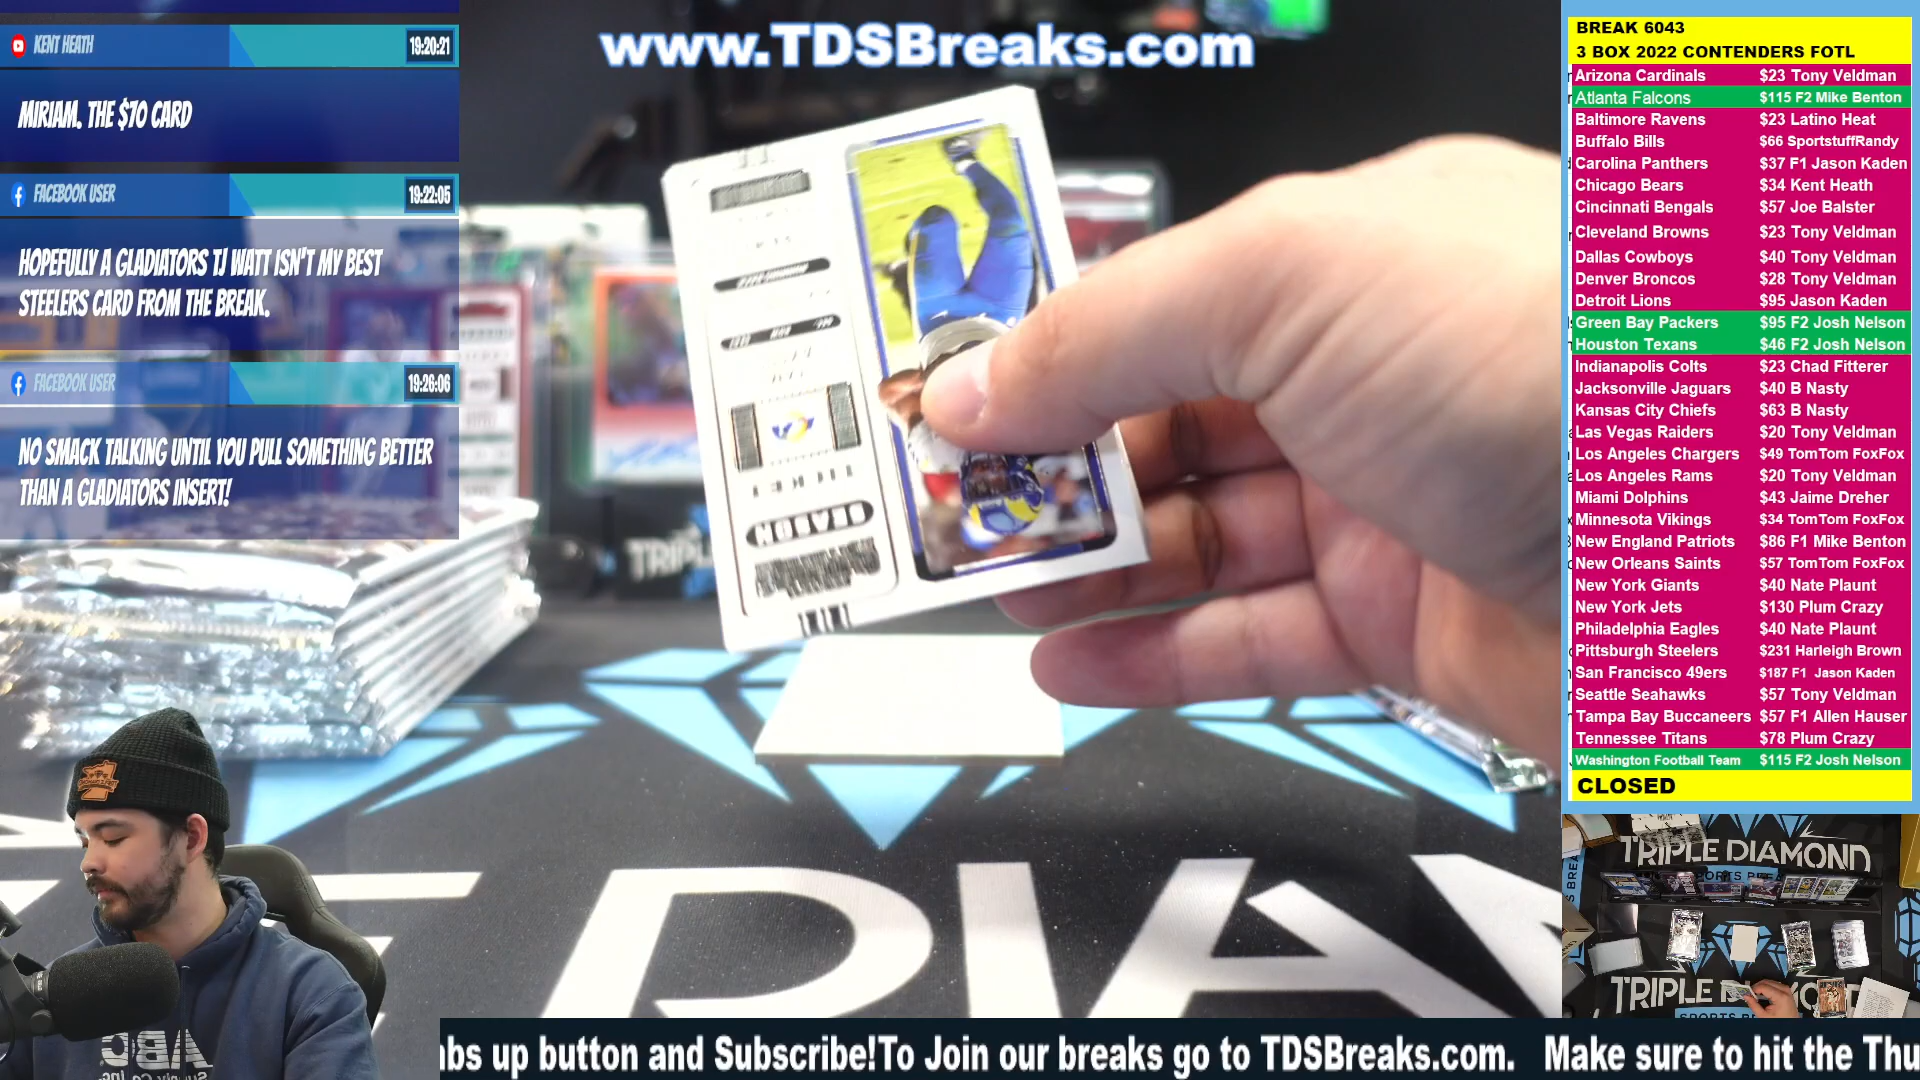 KENT HEATH
19:20:21
MIRIAM. THE $70 CARD
FACEBOOK USER
19:22:05
HOPEFULLY A GLADIATORS TJ WATT ISN'T MY BEST
STEELERS CARD FROM THE BREAK.
FACEBOOK USER
19:26:06
NO SMACK TALKING UNTIL YOU PULL SOMETHING BETTER
THAN A GLADIATORS INSERT!
www.TDSBreaks.com
TICKET
SEASON
TRIPLE
DIA
BREAK 6043
3 BOX 2022 CONTENDERS FOTL
Arizona Cardinals $23 Tony Veldman
Atlanta Falcons $115 F2 Mike Benton
Baltimore Ravens $23 Latino Heat
Buffalo Bills $66 SportstuffRandy
Carolina Panthers $37 F1 Jason Kaden
Chicago Bears $34 Kent Heath
Cincinnati Bengals $57 Joe Balster
Cleveland Browns $23 Tony Veldman
Dallas Cowboys $40 Tony Veldman
Denver Broncos $28 Tony Veldman
Detroit Lions $95 Jason Kaden
Green Bay Packers $95 F2 Josh Nelson
Houston Texans $46 F2 Josh Nelson
Indianapolis Colts $23 Chad Fitterer
Jacksonville Jaguars $40 B Nasty
Kansas City Chiefs $63 B Nasty
Las Vegas Raiders $20 Tony Veldman
Los Angeles Chargers $49 TomTom FoxFox
Los Angeles Rams $20 Tony Veldman
Miami Dolphins $43 Jaime Dreher
Minnesota Vikings $34 TomTom FoxFox
New England Patriots $86 F1 Mike Benton
New Orleans Saints $57 TomTom FoxFox
New York Giants $40 Nate Plaunt
New York Jets $130 Plum Crazy
Philadelphia Eagles $40 Nate Plaunt
Pittsburgh Steelers $231 Harleigh Brown
San Francisco 49ers $187 F1 Jason Kaden
Seattle Seahawks $57 Tony Veldman
Tampa Bay Buccaneers $57 F1 Allen Hauser
Tennessee Titans $78 Plum Crazy
Washington Football Team $115 F2 Josh Nelson
CLOSED
TRIPLE DIAMOND
TRIPLE DIAMOND
ABC
Supply Co. Inc.
bs up button and Subscribe!To Join our breaks go to TDSBreaks.com. Make sure to hit the Thu